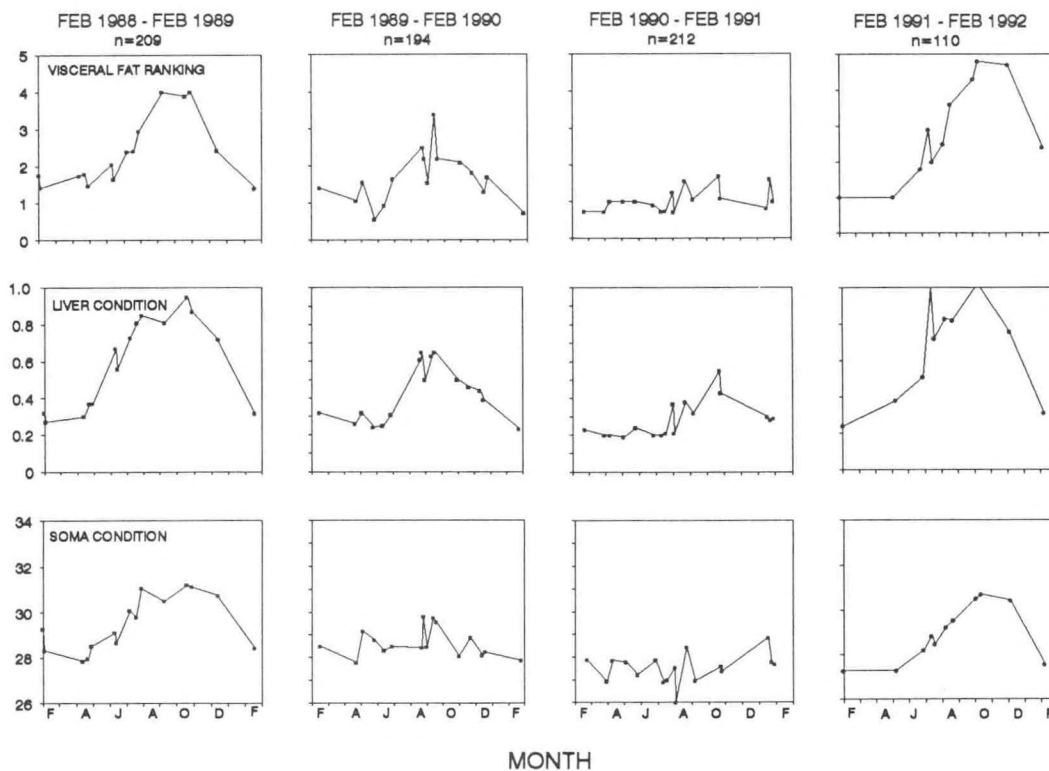 FEB 1988 - FEB 1989 FEB 1989 - FEB 1990 FEB 1990 - FEB 1991 FEB 1991 - FEB 1992
n=209 n=194 n=212 n=110
5
VISCERAL FAT RANKING
4
3
2
1
0
1.0
LIVER CONDITION
0.8
0.6
0.4
0.2
0
34
SOMA CONDITION
32
30
28
26
F A J A O D F F A J A O D F F A J A O D F F A J A O D F
MONTH